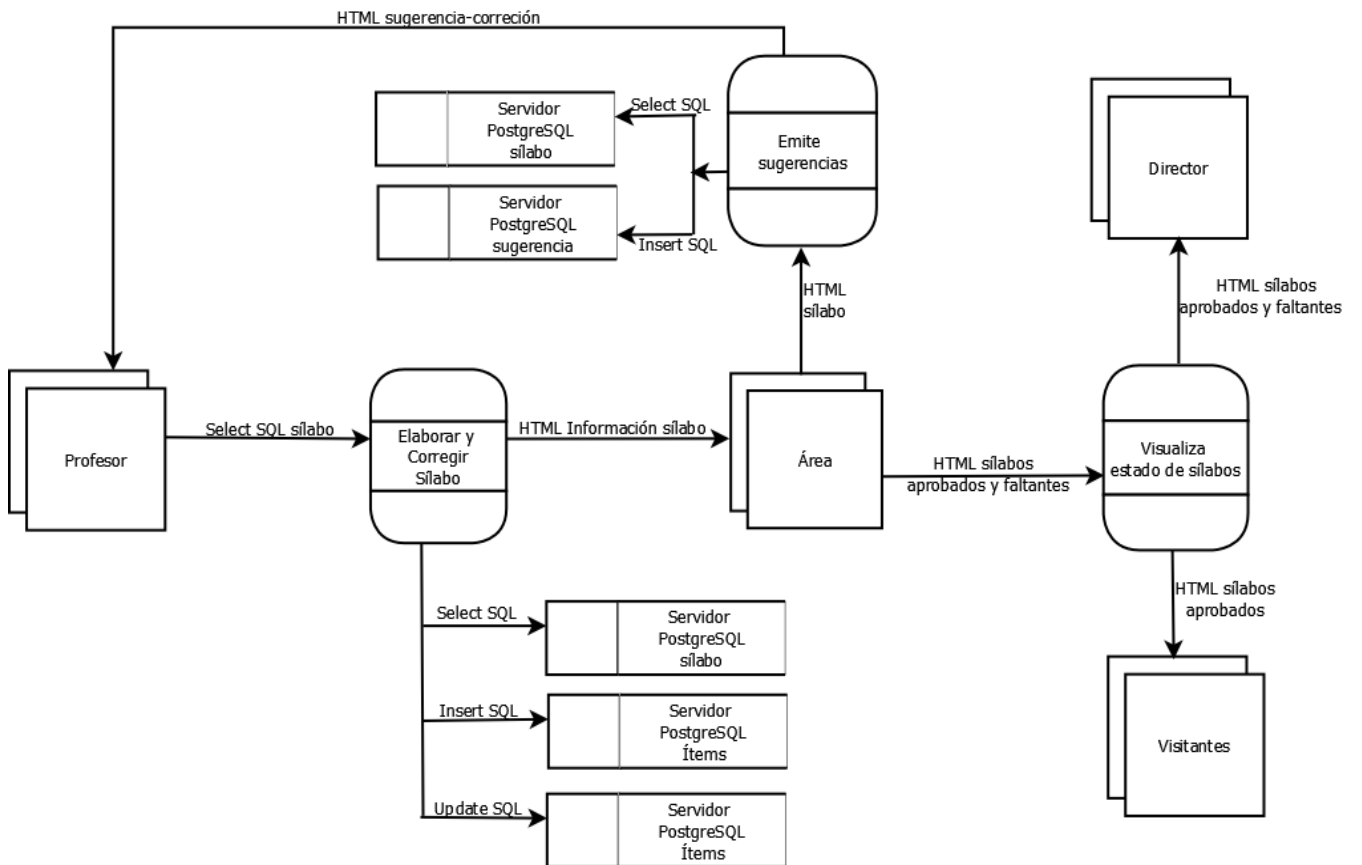 HTML sugerencia-correción
Servidor
PostgreSQL
sílabo
Select SQL
Emite
sugerencias
Director
Servidor
PostgreSQL
sugerencia
Insert SQL
HTML
sílabo
HTML sílabos
aprobados y faltantes
Profesor
Select SQL sílabo
Elaborar y
Corregir
Sílabo
HTML Información sílabo
Área
HTML sílabos
aprobados y faltantes
Visualiza
estado de sílabos
HTML sílabos
aprobados
Select SQL
Servidor
PostgreSQL
sílabo
Insert SQL
Servidor
PostgreSQL
Ítems
Visitantes
Update SQL
Servidor
PostgreSQL
Ítems